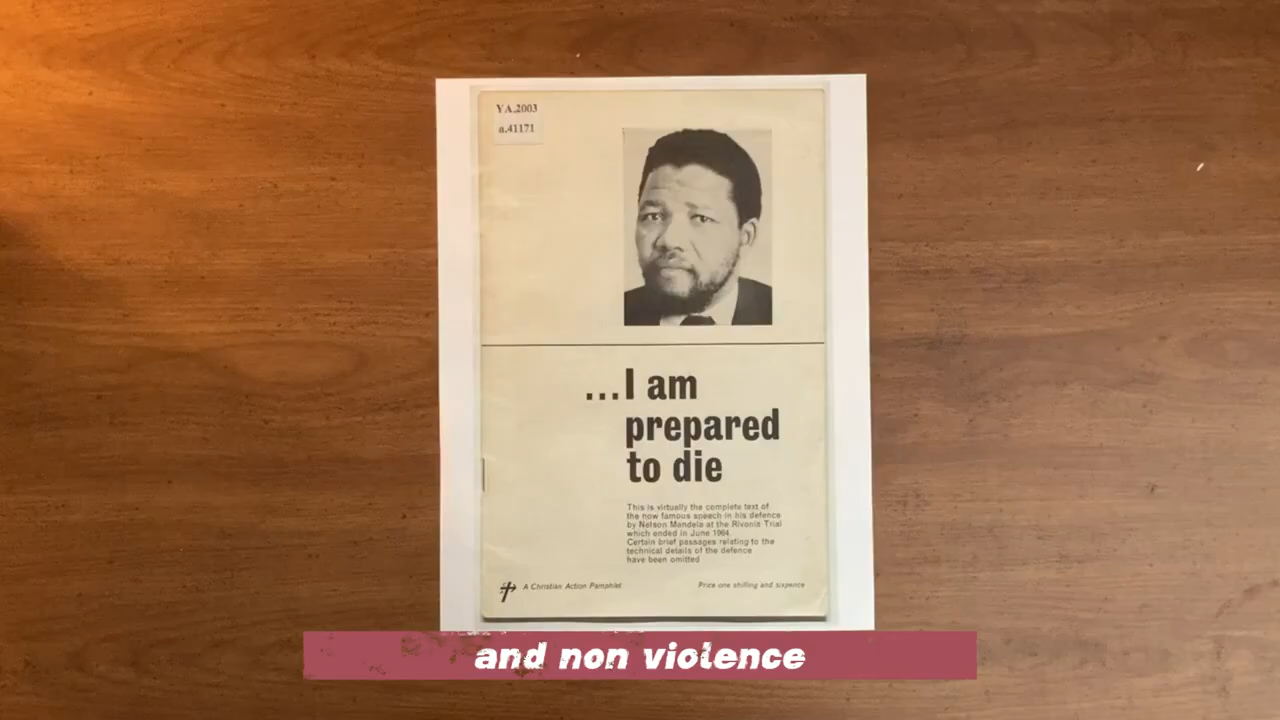 YA.2003
a.41171
...I am
prepared
to die
This is virtually the complete text of
the now famous speech in his defence
by Nelson Mandela at the Rivonia Trial
which ended in June 1964.
Certain brief passages relating to the
technical details of the defence
have been omitted
A Christian Action Pamphlet
Price one shilling and sixpence
and non violence